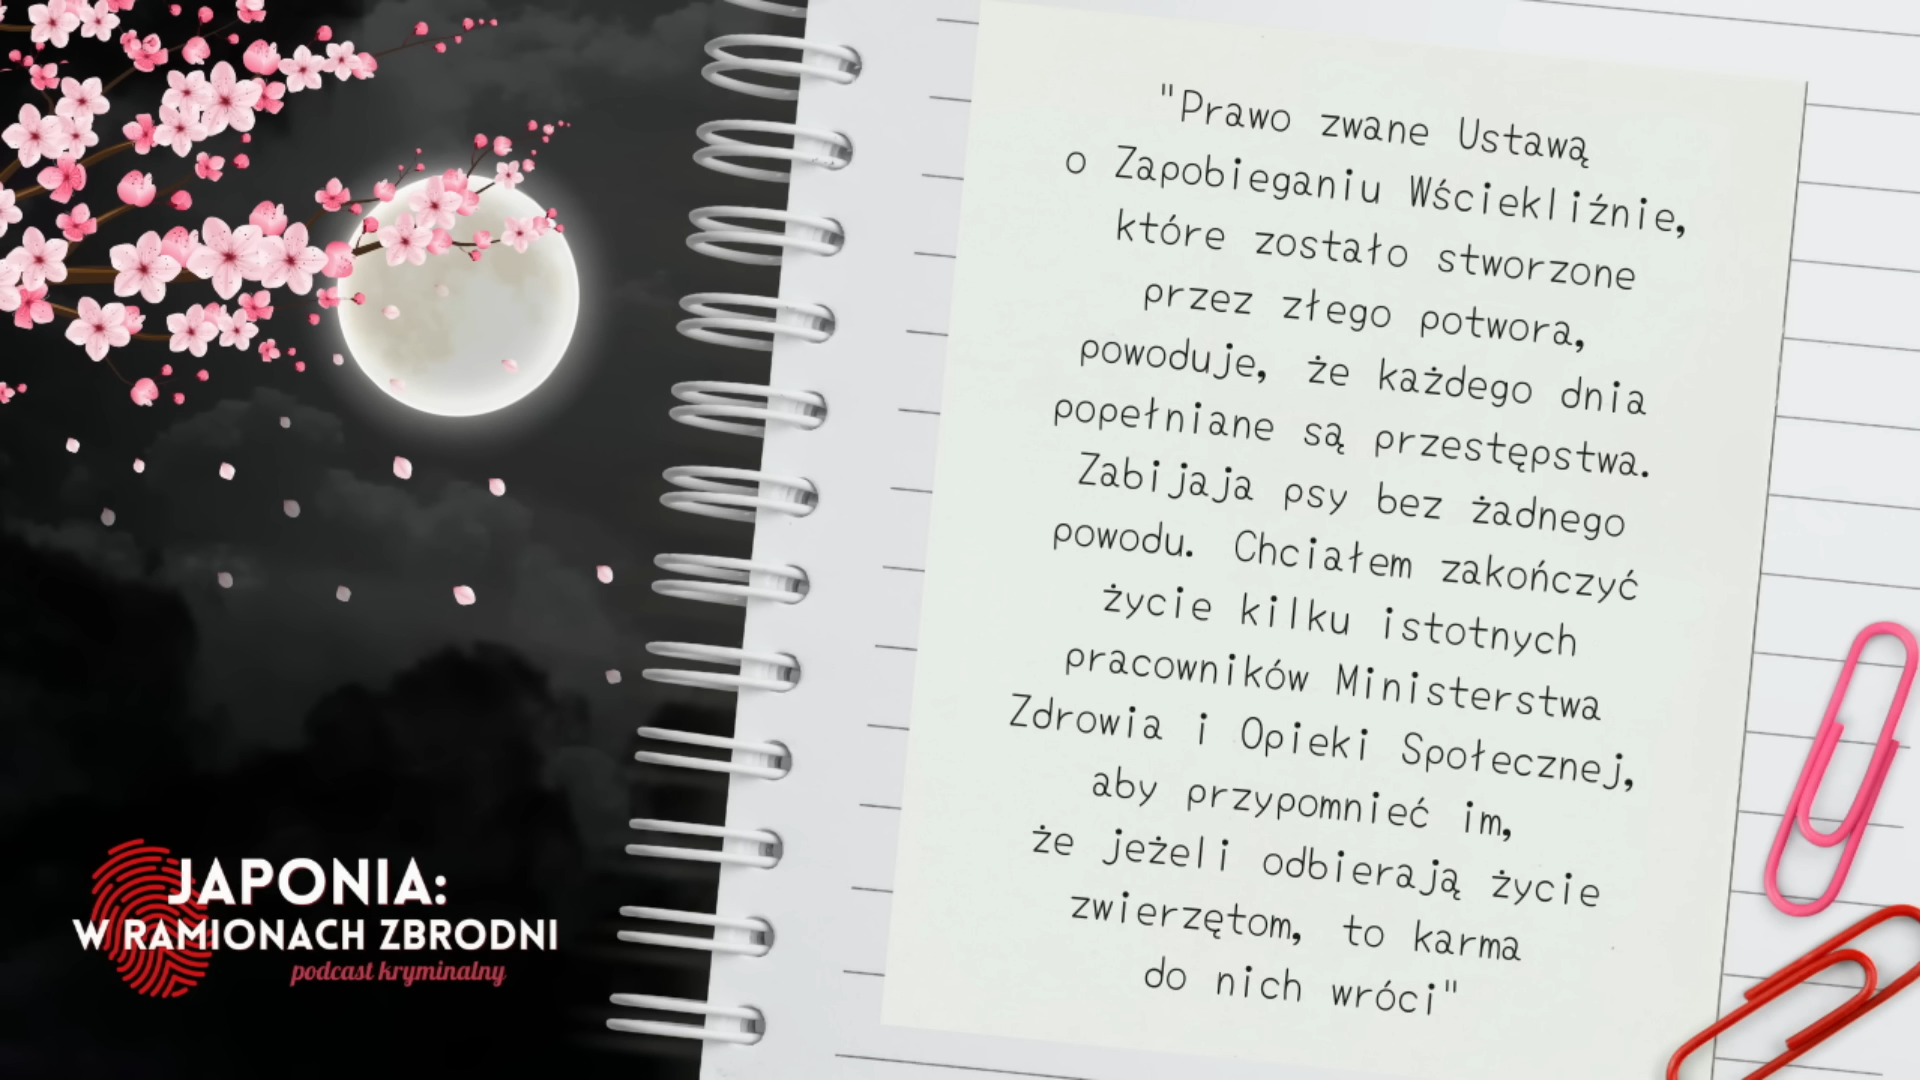 "Prawo zwane Ustawą
o Zapobieganiu Wściekliźnie,
które zostało stworzone
przez złego potwora,
powoduje, że każdego dnia
popełniane są przestępstwa.
Zabijaja psy bez żadnego
powodu. Chciałem zakończyć
życie kilku istotnych
pracowników Ministerstwa
Zdrowia i Opieki Społecznej,
aby przypomnieć im,
że jeżeli odbierają życie
zwierzętom, to karma
do nich wróci"
JAPONIA:
W RAMIONACH ZBRODNI
podcast kryminalny